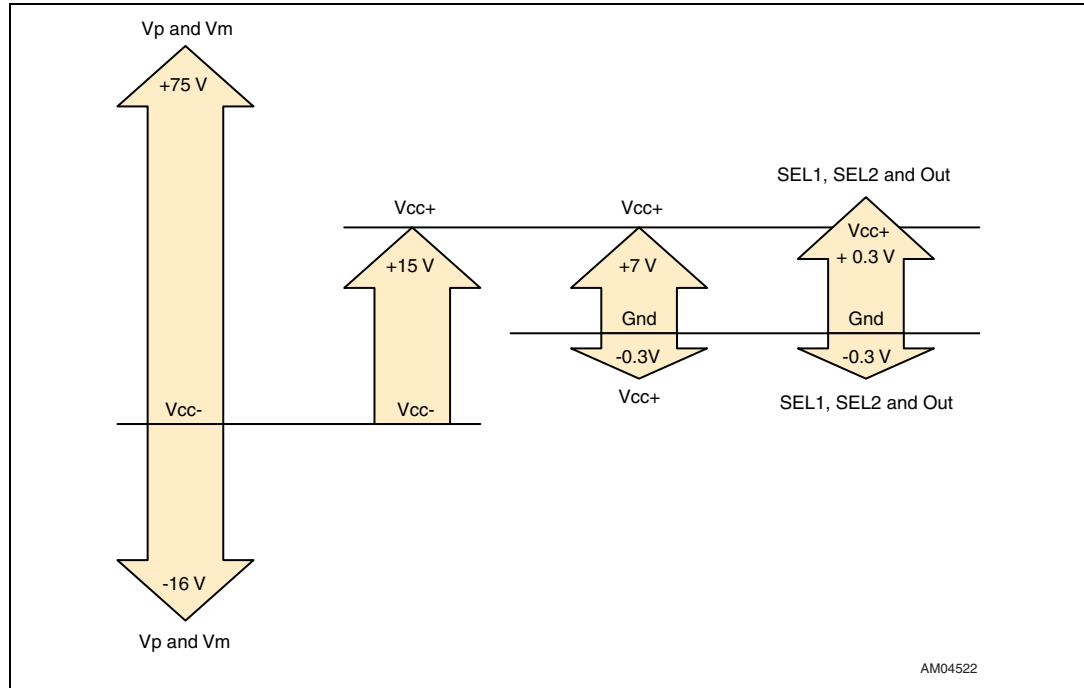 Vp and Vm
+75 V
SEL1, SEL2 and Out
Vcc+
Vcc+
Vcc+
+ 0.3 V
+15 V
+7 V
Gnd
Gnd
-0.3V
-0.3 V
Vcc+
SEL1, SEL2 and Out
Vcc-
Vcc-
-16 V
Vp and Vm
AM04522